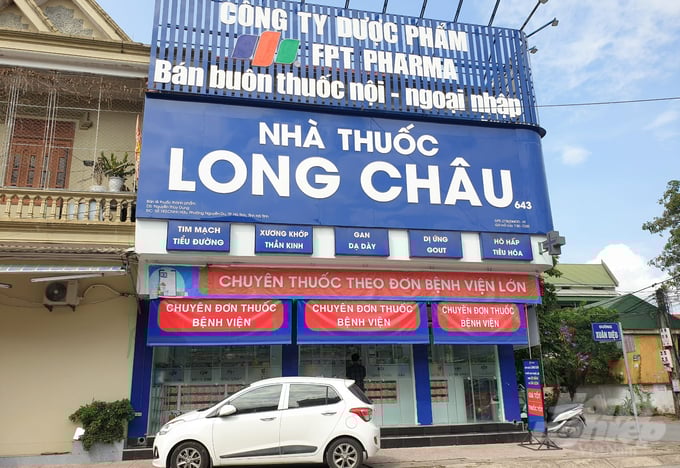 CÔNG TY DƯỢC PHẨM
FPT PHARMA
Bán buôn thuốc nội - ngoại nhập
NHÀ THUỐC
LONG CHÂU
643
TIM MẠCH
TIỂU ĐƯỜNG
XƯƠNG KHỚP
THẦN KINH
GAN
DẠ DÀY
DỊ ỨNG
GOUT
HÔ HẤP
TIÊU HÓA
CHUYÊN THUỐC THEO ĐƠN BỆNH VIỆN LỚN
CHUYÊN ĐƠN THUỐC
BỆNH VIỆN
CHUYÊN ĐƠN THUỐC
BỆNH VIỆN
CHUYÊN ĐƠN THUỐC
BỆNH VIỆN
ĐƯỜNG
XUÂN DIỆU